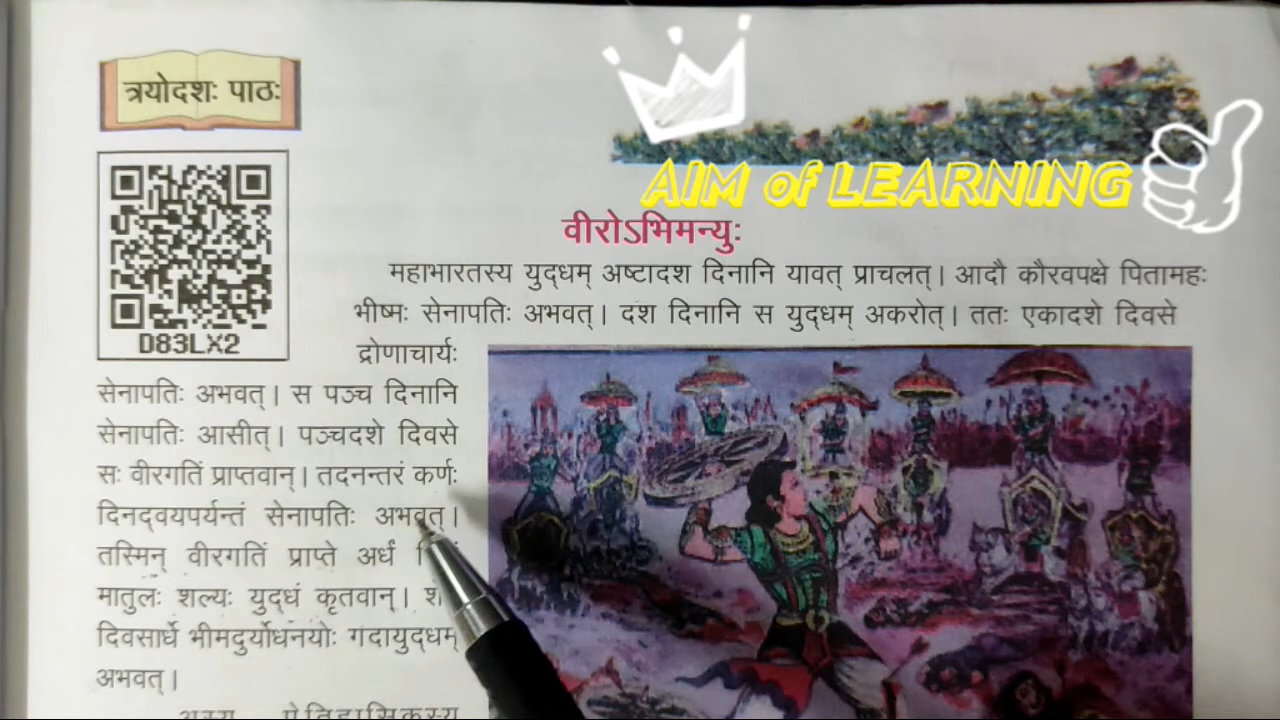 त्रयोदशः पाठः
AIM of LEARNING
वीरोऽभिमन्युः
महाभारतस्य युद्धम् अष्टादश दिनानि यावत् प्राचलत्। आदौ कौरवपक्षे पितामहः
भीष्मः सेनापतिः अभवत्। दश दिनानि स युद्धम् अकरोत्। ततः एकादशे दिवसे
D83LX2
द्रोणाचार्यः
सेनापतिः अभवत्। स पञ्च दिनानि
सेनापतिः आसीत्। पञ्चदशे दिवसे
सः वीरगतिं प्राप्तवान्। तदनन्तरं कर्णः
दिनद्वयपर्यन्तं सेनापतिः अभवत्।
तस्मिन् वीरगतिं प्राप्ते अर्धं
मातुलः शल्यः युद्धं कृतवान्।
दिवसार्धे भीमदुर्योधनयोः गदायुद्धम्
अभवत्।